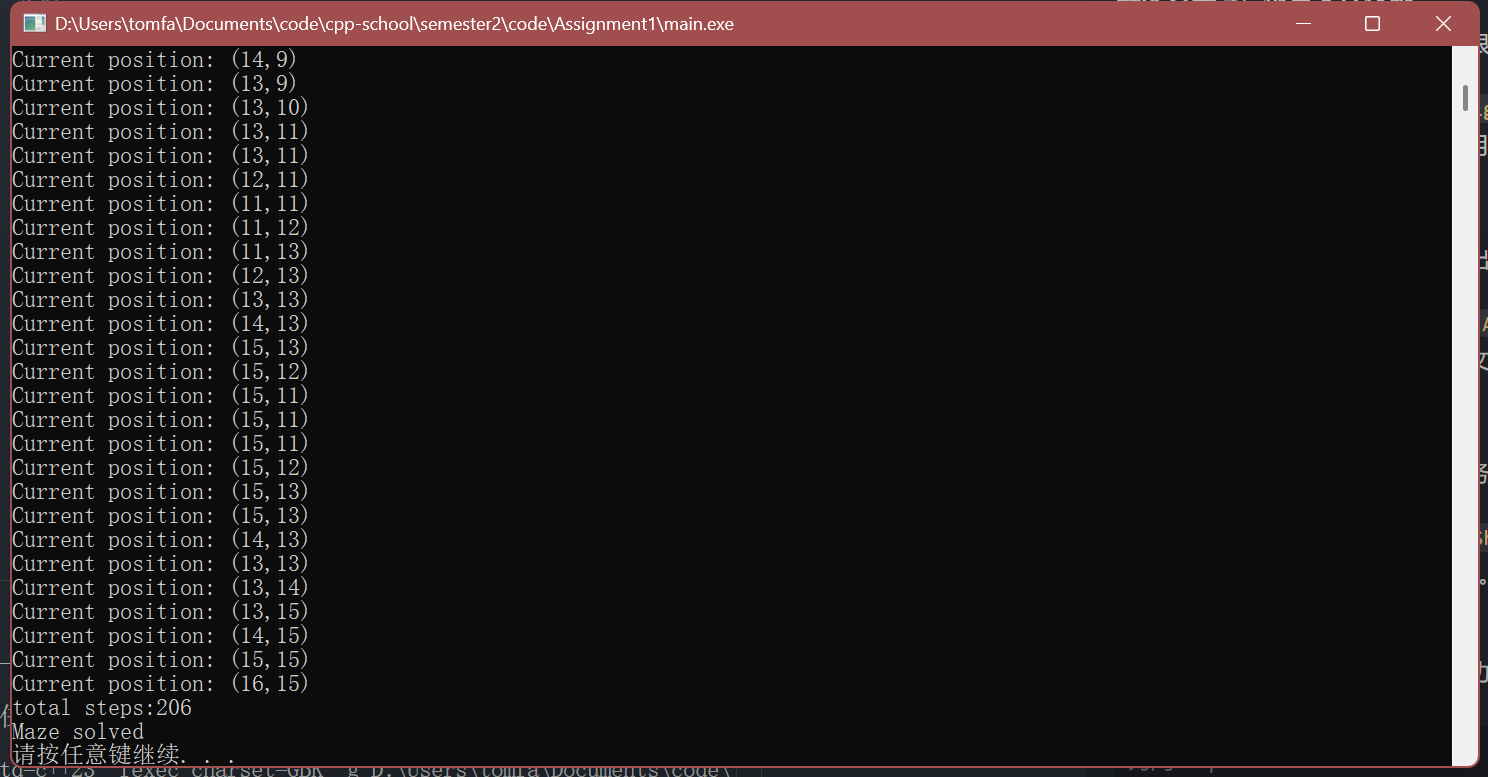 D:\Users\tomfa\Documents\code\cpp-school\semester2\code\Assignment1\main.exe
Current position: (14,9)
Current position: (13,9)
Current position: (13,10)
Current position: (13,11)
Current position: (13,11)
Current position: (12,11)
Current position: (11,11)
Current position: (11,12)
Current position: (11,13)
Current position: (12,13)
Current position: (13,13)
Current position: (14,13)
Current position: (15,13)
Current position: (15,12)
Current position: (15,11)
Current position: (15,11)
Current position: (15,11)
Current position: (15,12)
Current position: (15,13)
Current position: (15,13)
Current position: (14,13)
Current position: (13,13)
Current position: (13,14)
Current position: (13,15)
Current position: (14,15)
Current position: (15,15)
Current position: (16,15)
total steps:206
Maze solved
请按任意键继续. . .